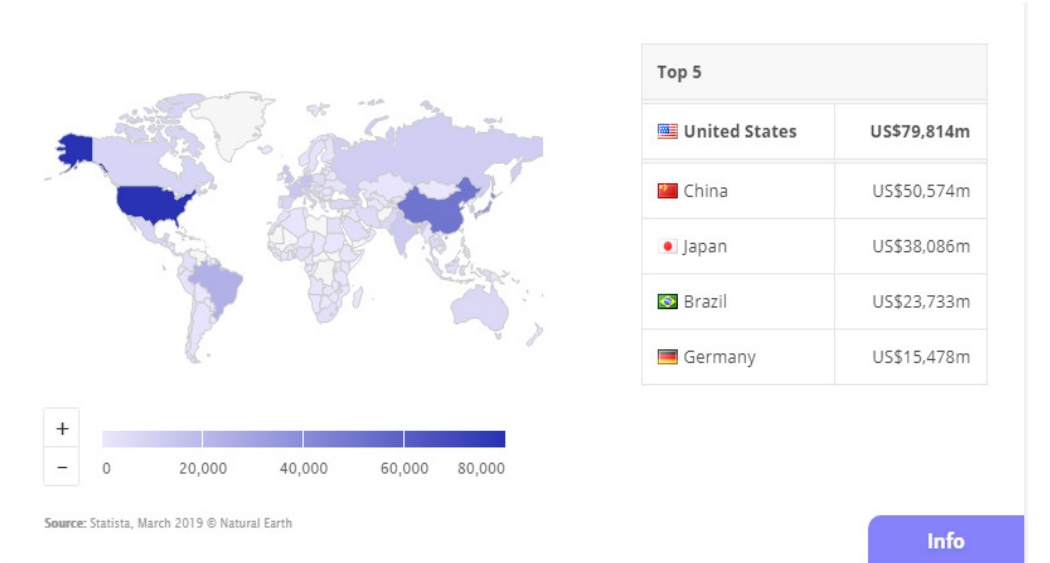 Top 5
United States US$79,814m
China US$50,574m
Japan US$38,086m
Brazil US$23,733m
Germany US$15,478m
+
−
0 20,000 40,000 60,000 80,000
Source: Statista, March 2019 © Natural Earth
Info